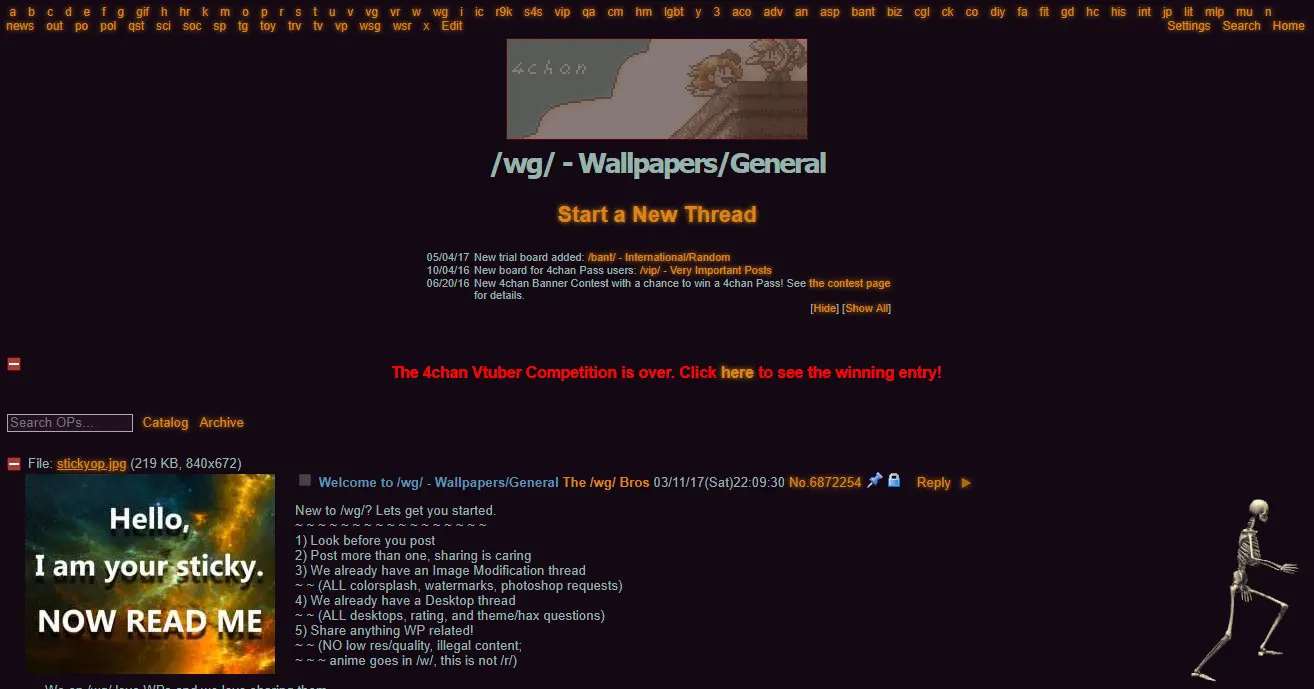 a b c d e f g gif h hr k m o p r s t u v vg vr w wg i ic r9k s4s vip qa cm hm lgbt y 3 aco adv an asp bant biz cgl ck co diy fa fit gd hc his int jp lit mlp mu n
news out po pol qst sci soc sp tg toy trv tv vp wsg wsr x Edit Settings Search Home
4chan
/wg/ - Wallpapers/General
Start a New Thread
05/04/17 New trial board added: /bant/ - International/Random
10/04/16 New board for 4chan Pass users: /vip/ - Very Important Posts
06/20/16 New 4chan Banner Contest with a chance to win a 4chan Pass! See the contest page
for details.
[Hide] [Show All]
The 4chan Vtuber Competition is over. Click here to see the winning entry!
Search OPs... Catalog Archive
File: stickyop.jpg (219 KB, 840x672)
Hello,
I am your sticky.
NOW READ ME
Welcome to /wg/ - Wallpapers/General The /wg/ Bros 03/11/17(Sat)22:09:30 No.6872254 Reply ▶
New to /wg/? Lets get you started.
~ ~ ~ ~ ~ ~ ~ ~ ~ ~ ~ ~ ~ ~ ~ ~ ~
1) Look before you post
2) Post more than one, sharing is caring
3) We already have an Image Modification thread
~ ~ (ALL colorsplash, watermarks, photoshop requests)
4) We already have a Desktop thread
~ ~ (ALL desktops, rating, and theme/hax questions)
5) Share anything WP related!
~ ~ (NO low res/quality, illegal content;
~ ~ ~ anime goes in /w/, this is not /r/)
We on /wg/ love WPs and we love sharing them